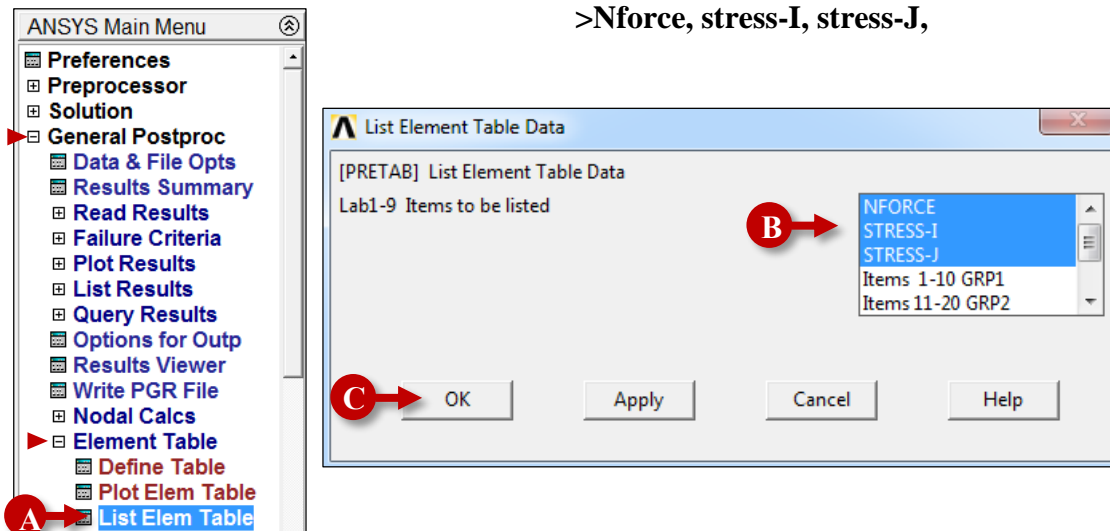 >Nforce, stress-I, stress-J,
ANSYS Main Menu
Preferences
Preprocessor
Solution
General Postproc
Data & File Opts
Results Summary
Read Results
Failure Criteria
Plot Results
List Results
Query Results
Options for Outp
Results Viewer
Write PGR File
Nodal Calcs
Element Table
Define Table
Plot Elem Table
A
List Elem Table
List Element Table Data
X
[PRETAB] List Element Table Data
Lab1-9 Items to be listed
B
NFORCE
STRESS-I
STRESS-J
Items 1-10 GRP1
Items 11-20 GRP2
C
OK
Apply
Cancel
Help